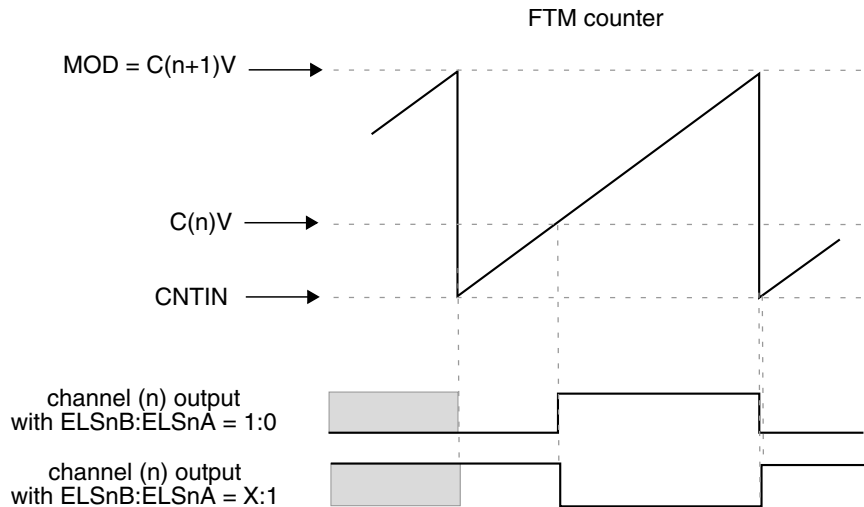 FTM counter
MOD = C(n+1)V
C(n)V
CNTIN
channel (n) output
with ELSnB:ELSnA = 1:0
channel (n) output
with ELSnB:ELSnA = X:1